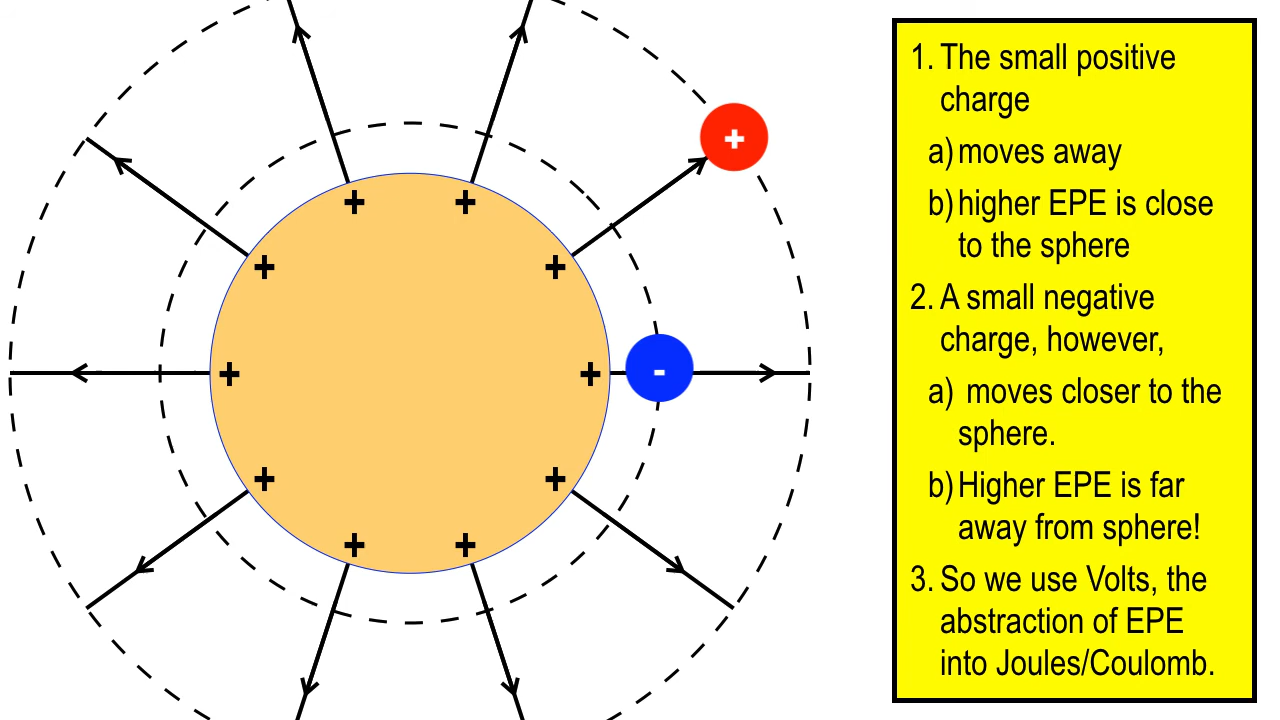 + +
+
+ +
+ - +
+ +
+ +
1. The small positive
charge
a) moves away
b) higher EPE is close
to the sphere
2. A small negative
charge, however,
a) moves closer to the
sphere.
b) Higher EPE is far
away from sphere!
3. So we use Volts, the
abstraction of EPE
into Joules/Coulomb.